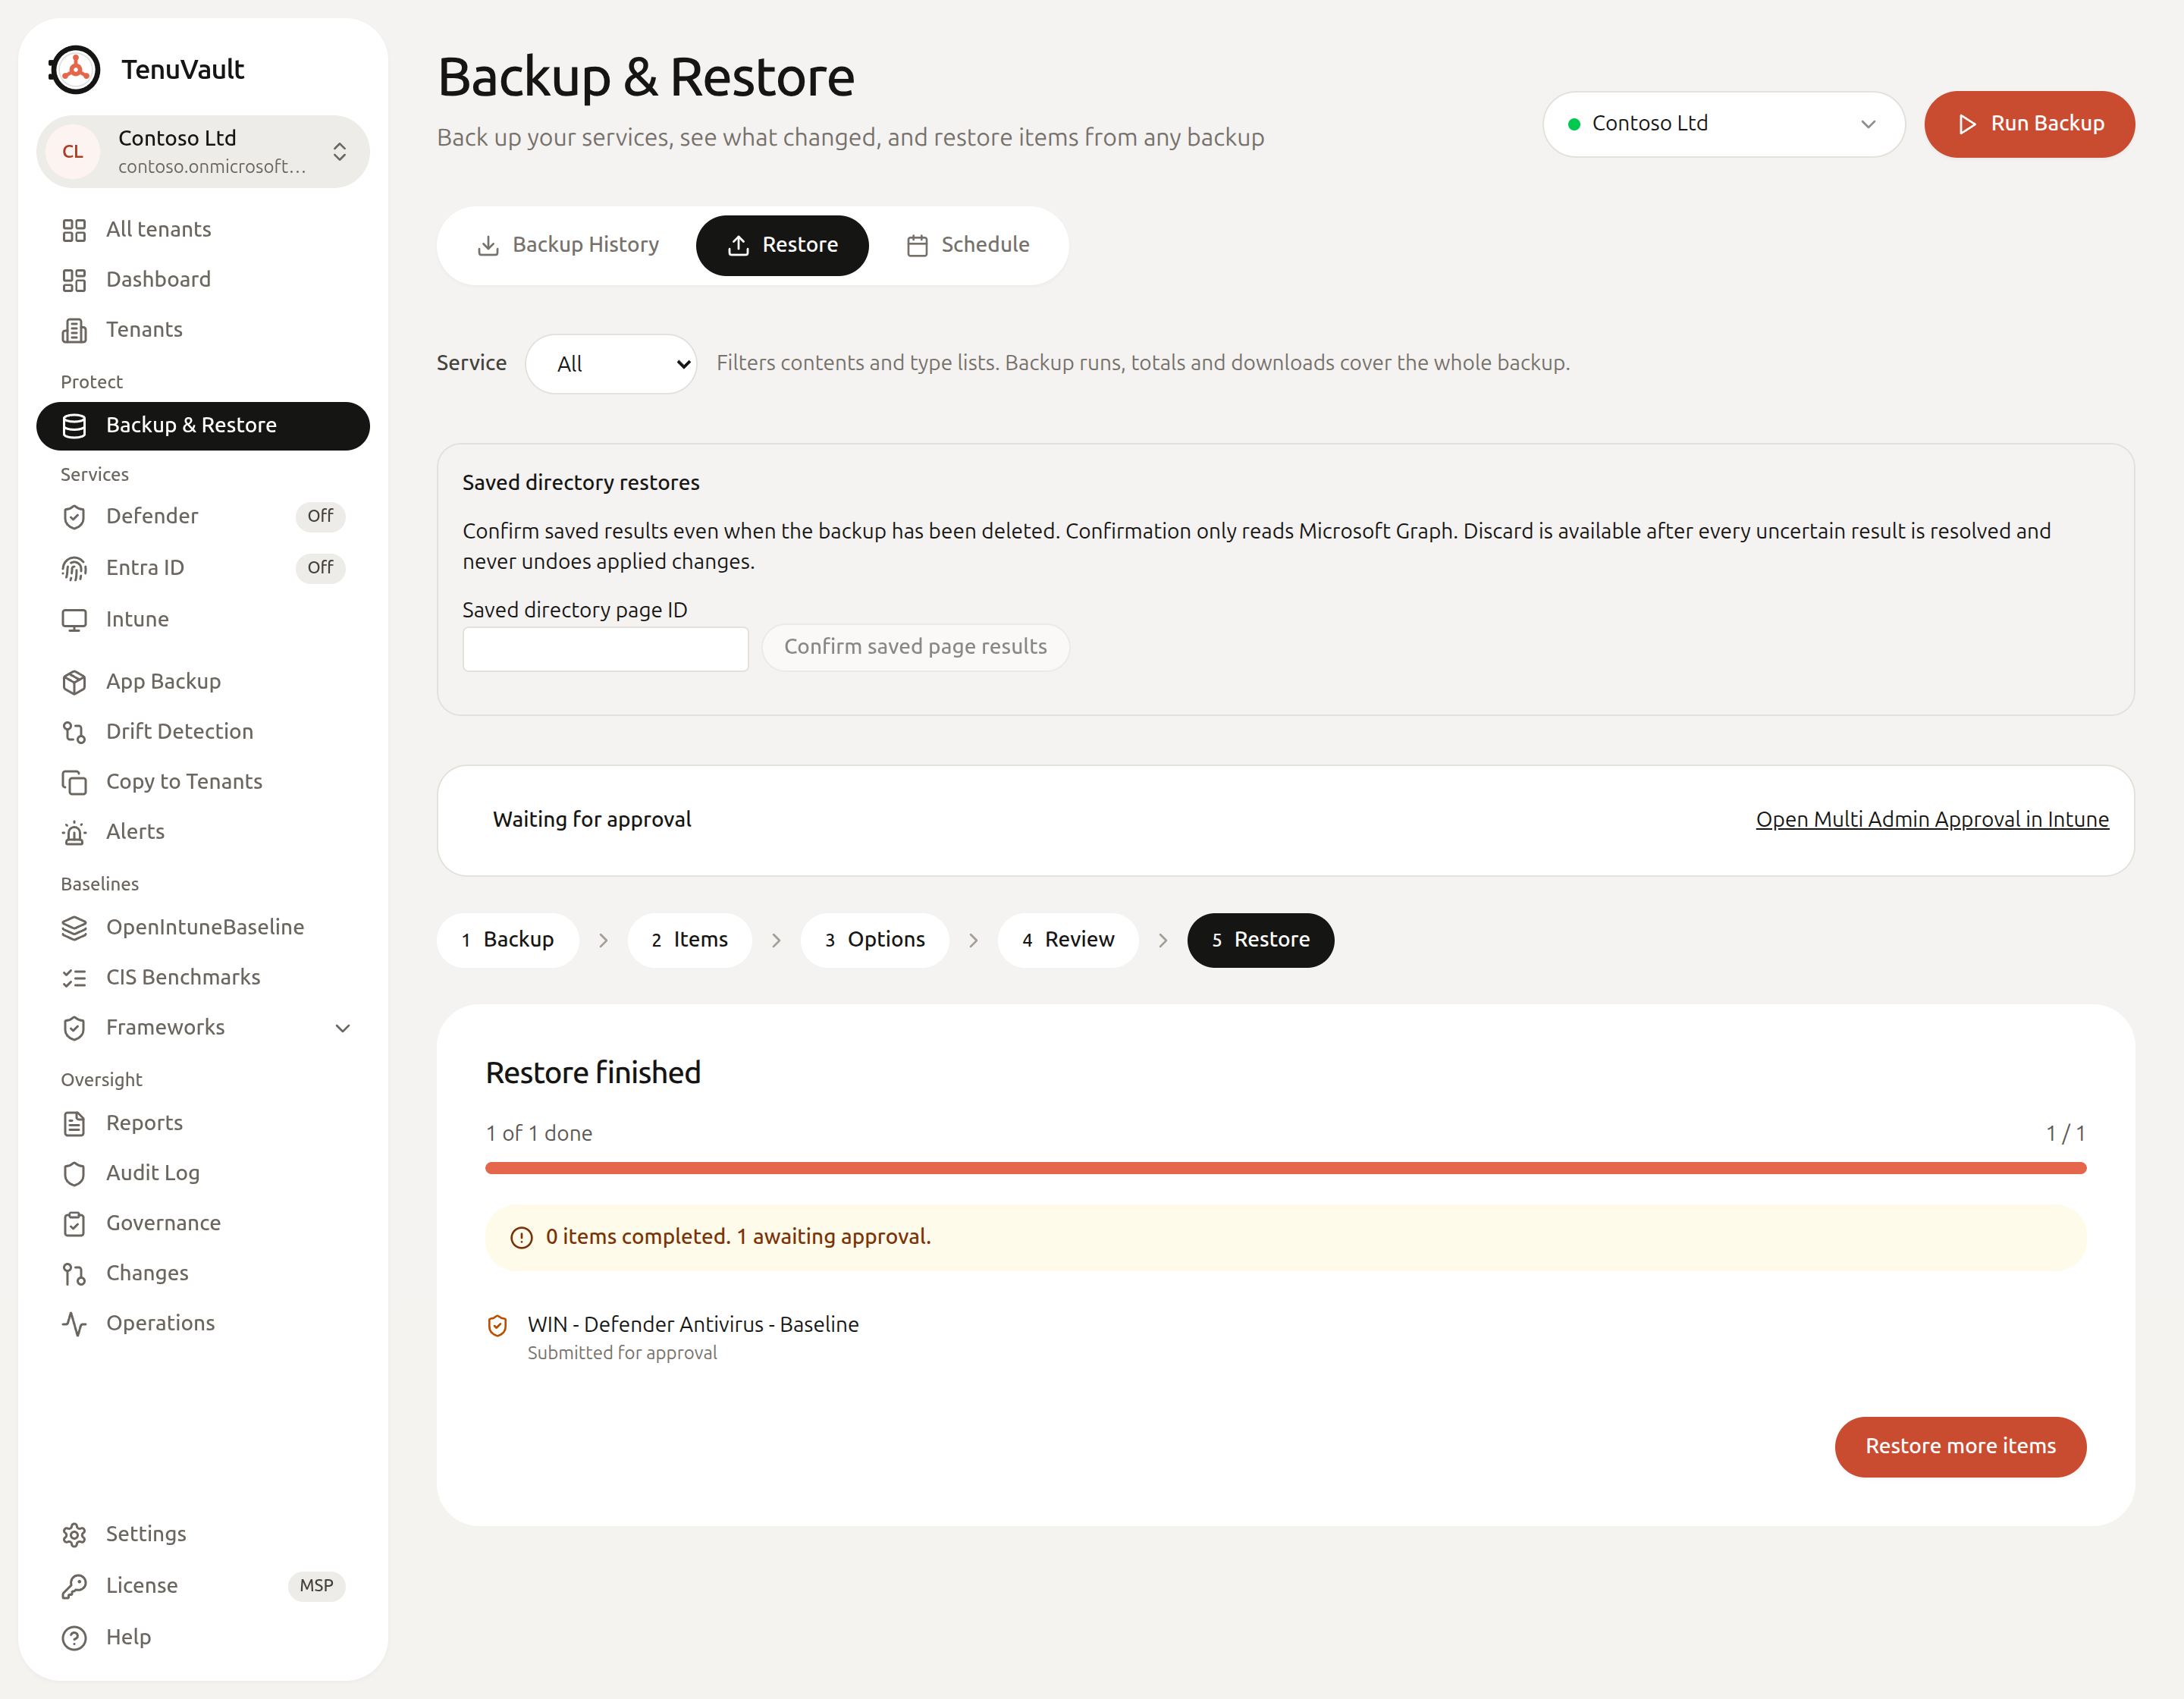 TenuVault
CL
Contoso Ltd
contoso.onmicrosoft...
All tenants
Dashboard
Tenants
Protect
Backup & Restore
Services
Defender
Off
Entra ID
Off
Intune
App Backup
Drift Detection
Copy to Tenants
Alerts
Baselines
OpenIntuneBaseline
CIS Benchmarks
Frameworks
Oversight
Reports
Audit Log
Governance
Changes
Operations
Settings
License
MSP
Help
Backup & Restore
Back up your services, see what changed, and restore items from any backup
Contoso Ltd
Run Backup
Backup History
Restore
Schedule
Service
All
Filters contents and type lists. Backup runs, totals and downloads cover the whole backup.
Saved directory restores
Confirm saved results even when the backup has been deleted. Confirmation only reads Microsoft Graph. Discard is available after every uncertain result is resolved and
never undoes applied changes.
Saved directory page ID
Confirm saved page results
Waiting for approval
Open Multi Admin Approval in Intune
1 Backup
2 Items
3 Options
4 Review
5 Restore
Restore finished
1 of 1 done
1 / 1
0 items completed. 1 awaiting approval.
WIN - Defender Antivirus - Baseline
Submitted for approval
Restore more items